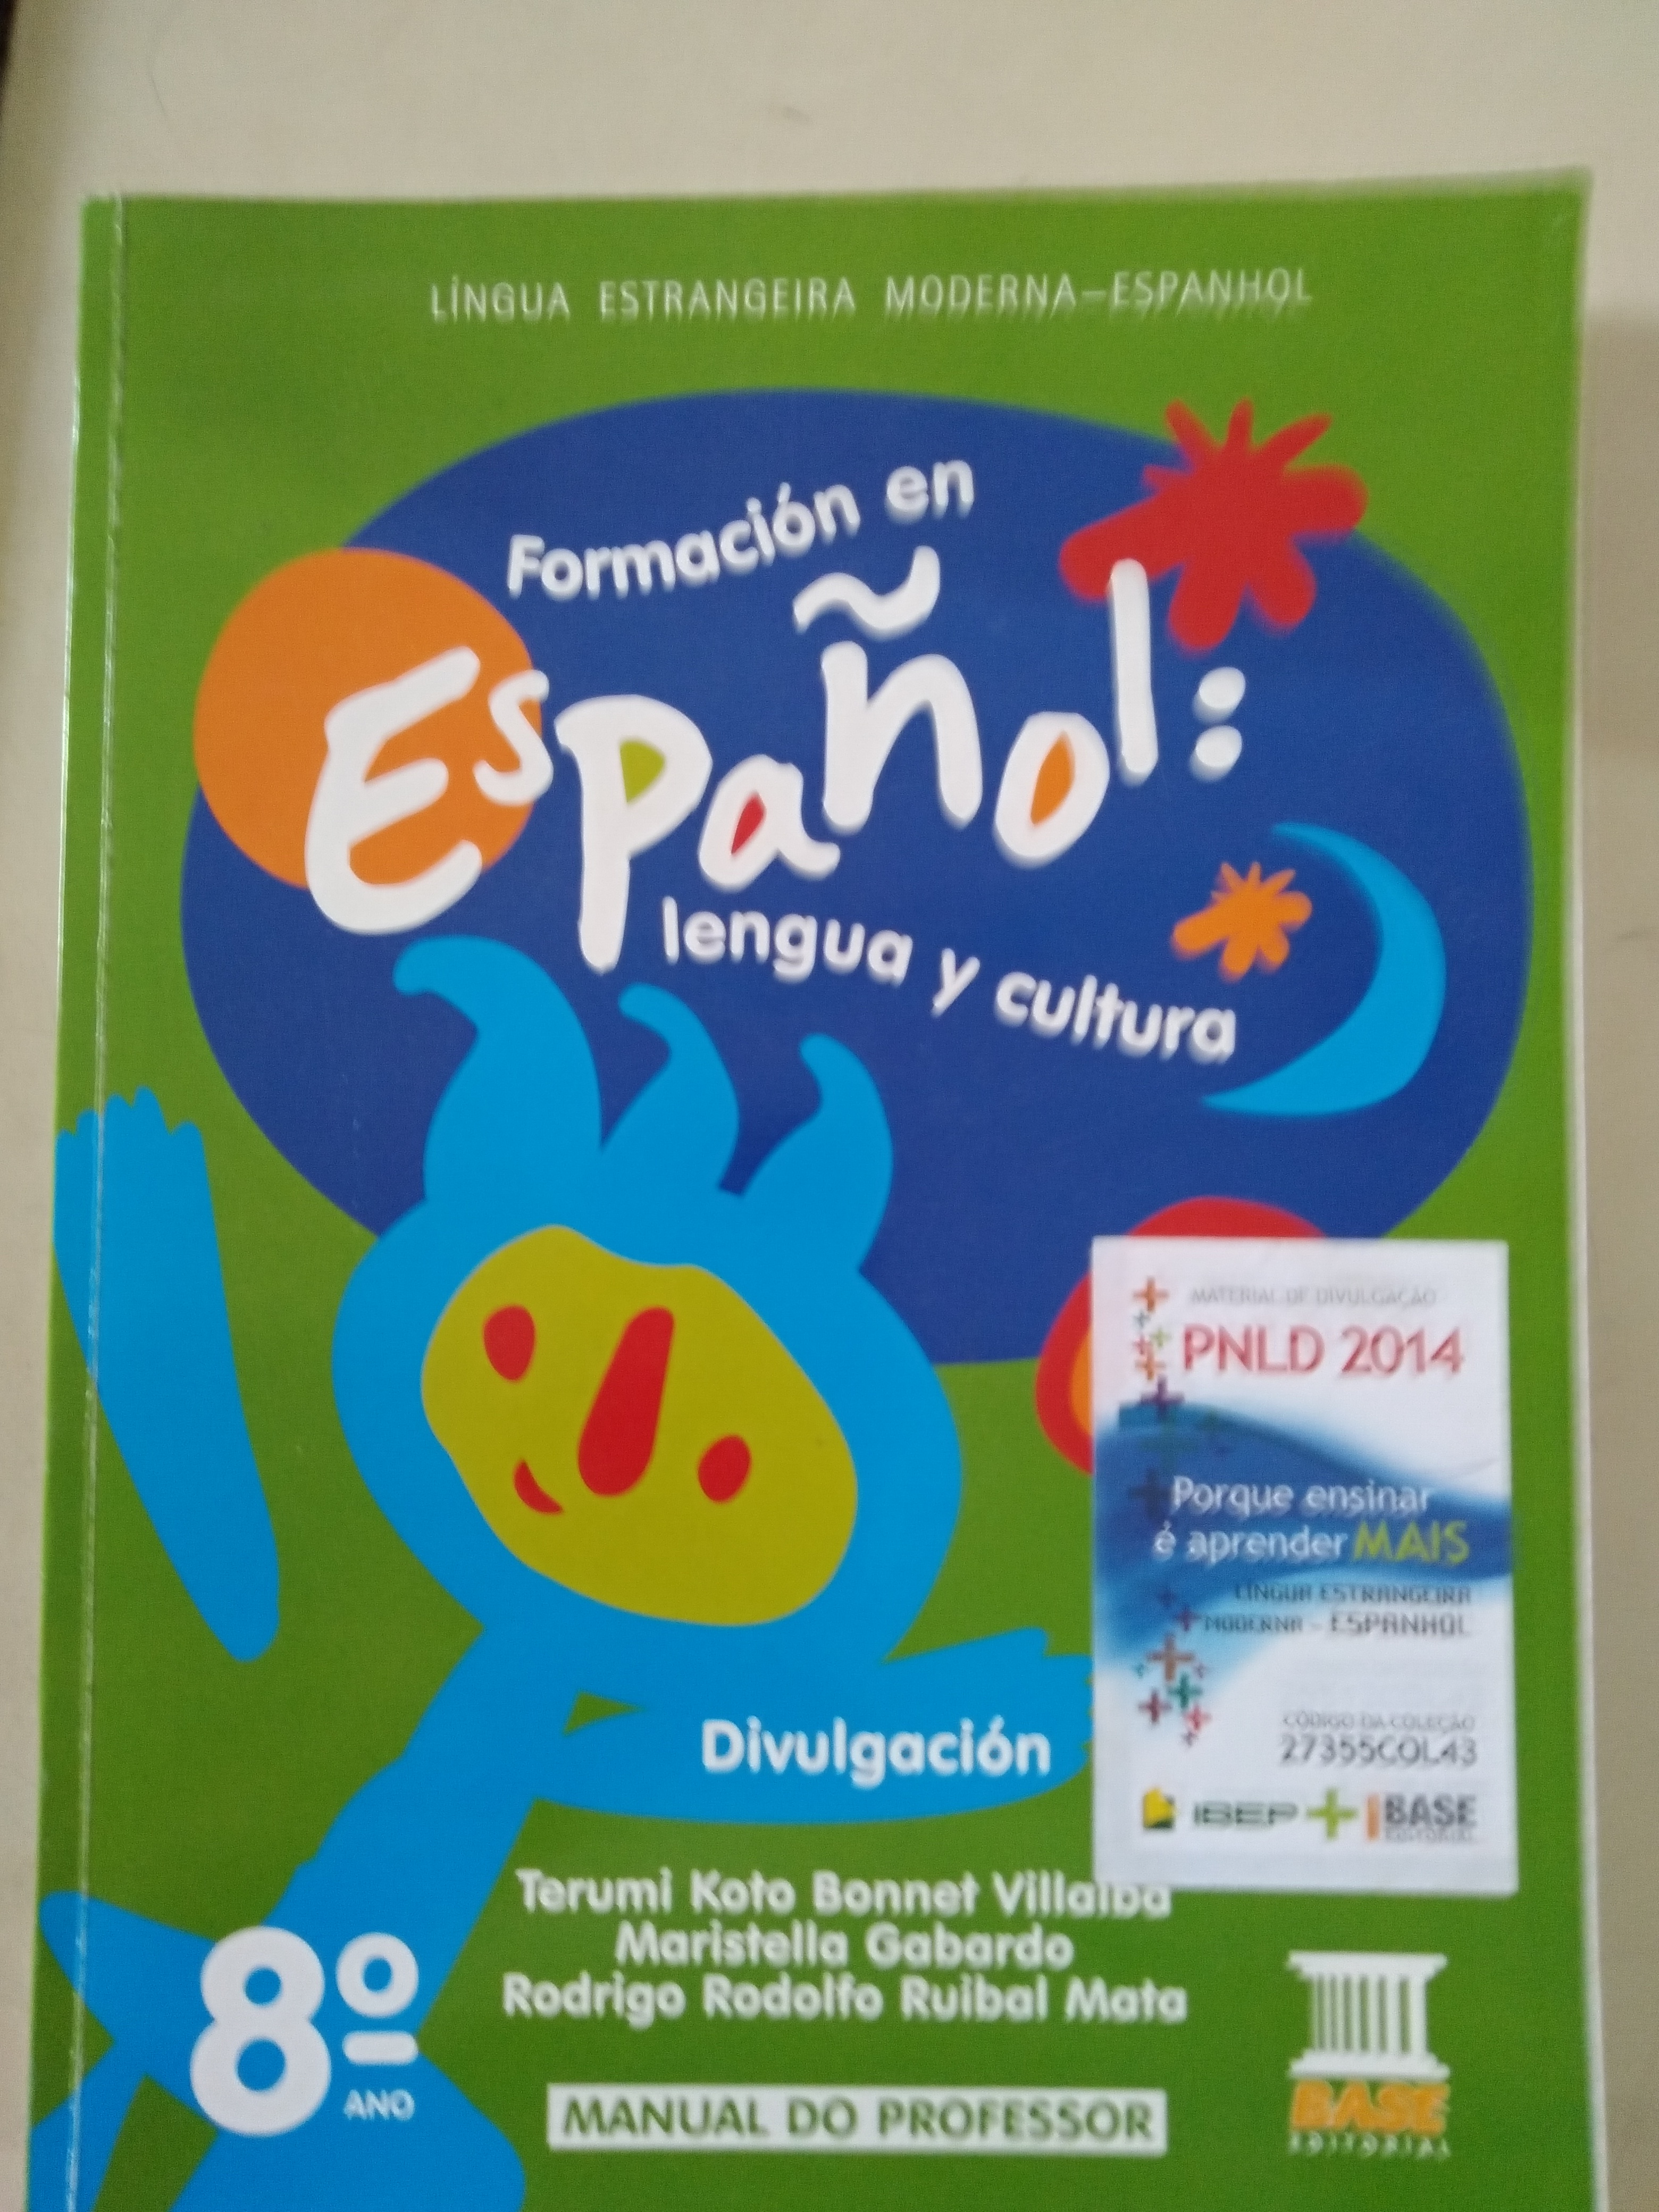 LÍNGUA ESTRANGEIRA MODERNA–ESPANHOL
Formación en
Español:
lengua y cultura
MATERIAL DE DIVULGAÇÃO
PNLD 2014
Porque ensinar
é aprender MAIS
LÍNGUA ESTRANGEIRA
MODERNA – ESPANHOL
CÓDIGO DA COLEÇÃO
27355COL43
IBEP + BASE
EDITORIAL
Divulgación
Terumi Koto Bonnet Villalba
Maristella Gabardo
Rodrigo Rodolfo Ruibal Mata
8º
ANO
MANUAL DO PROFESSOR
BASE
EDITORIAL